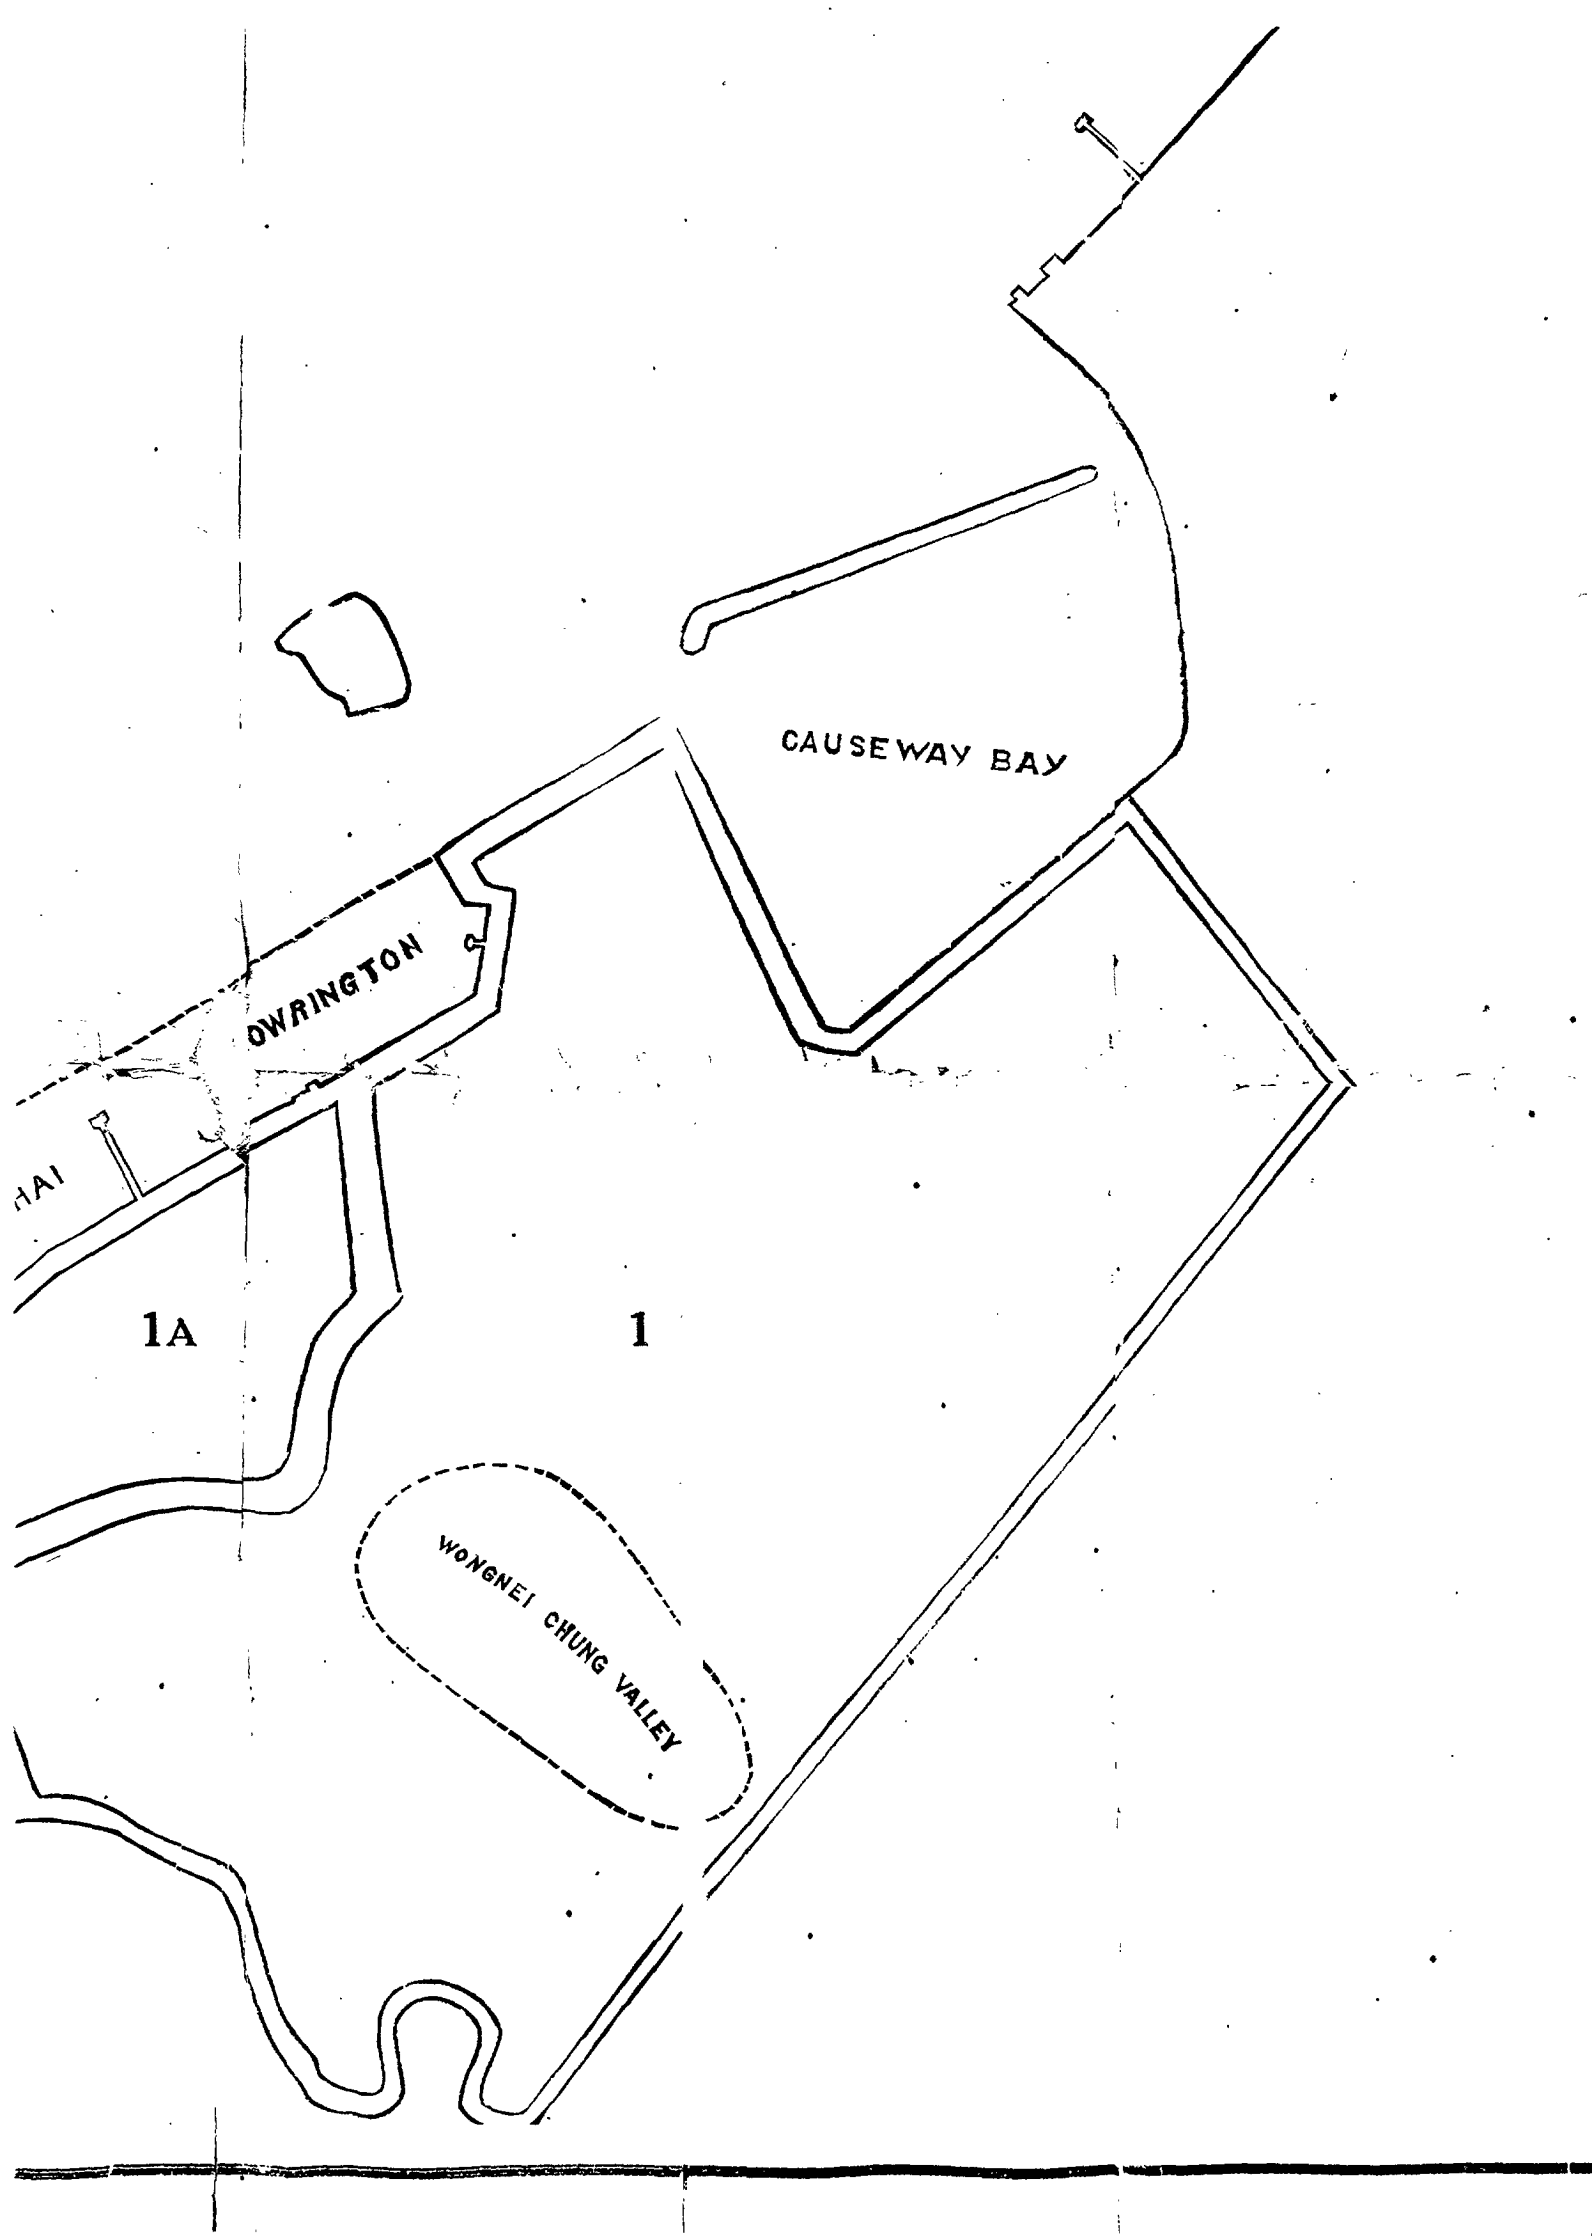 CAUSEWAY BAY
OWRINGTON
HAI
1A
1
WONGNEI CHUNG VALLEY